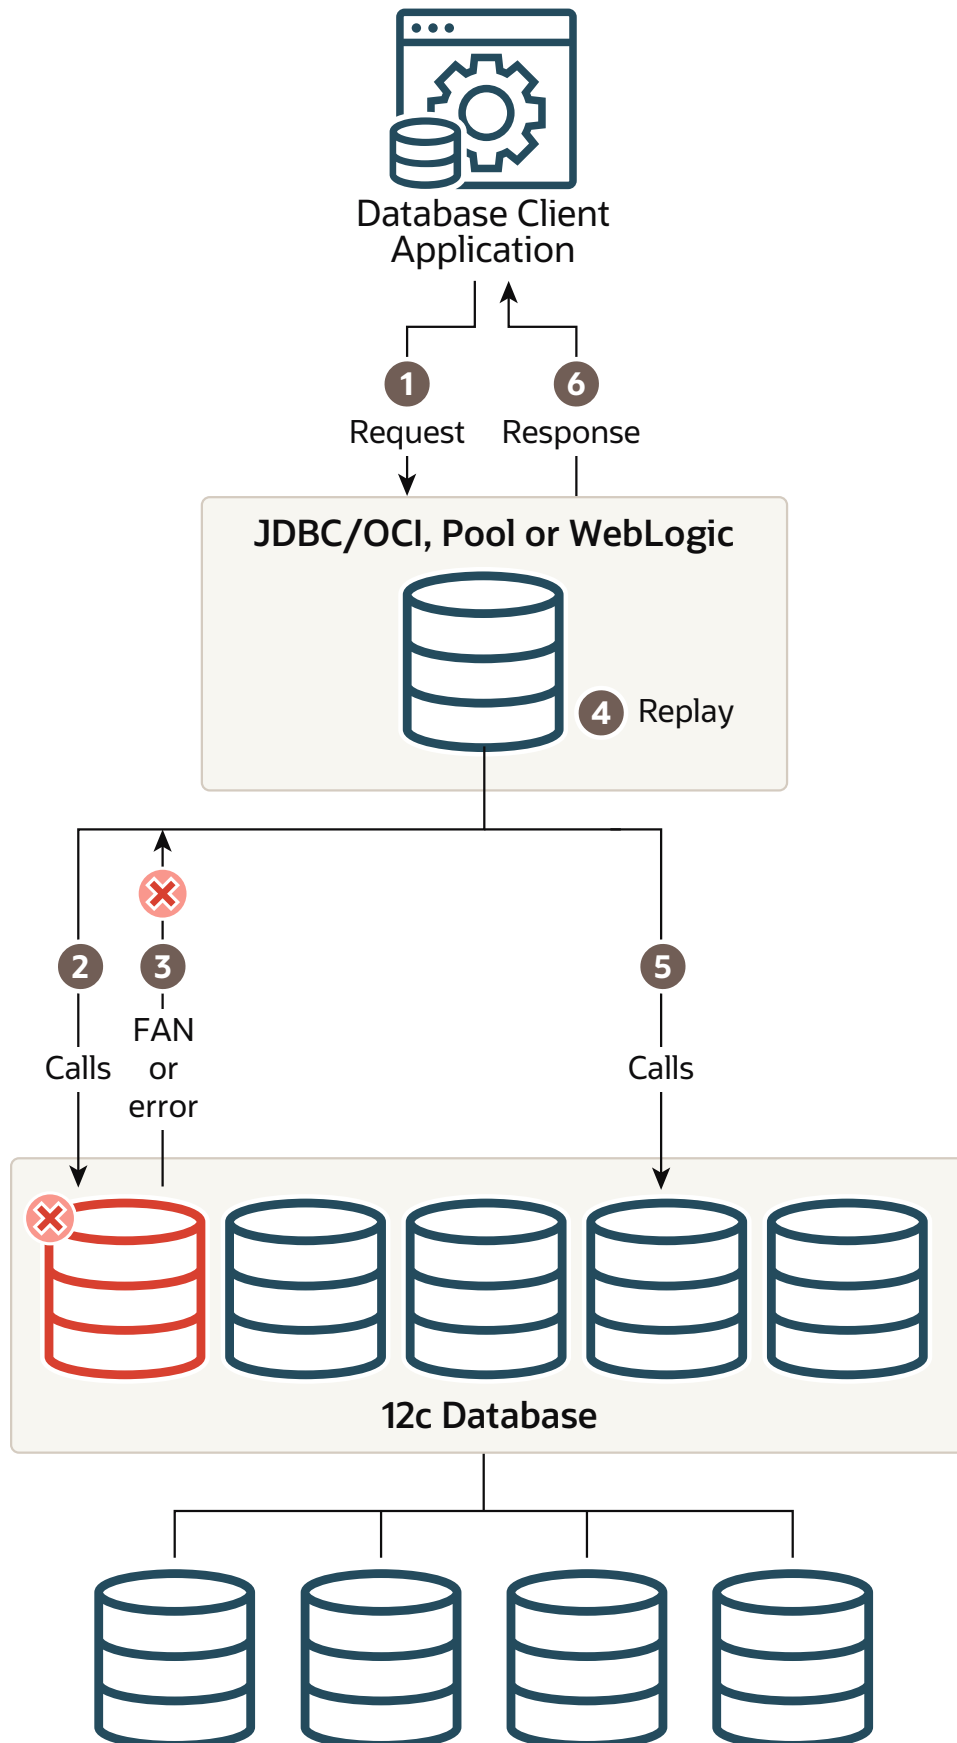 Database Client
Application
1
6
Request
Response
JDBC/OCI, Pool or WebLogic
4
Replay
2
3
5
FAN
or
error
Calls
Calls
12c Database